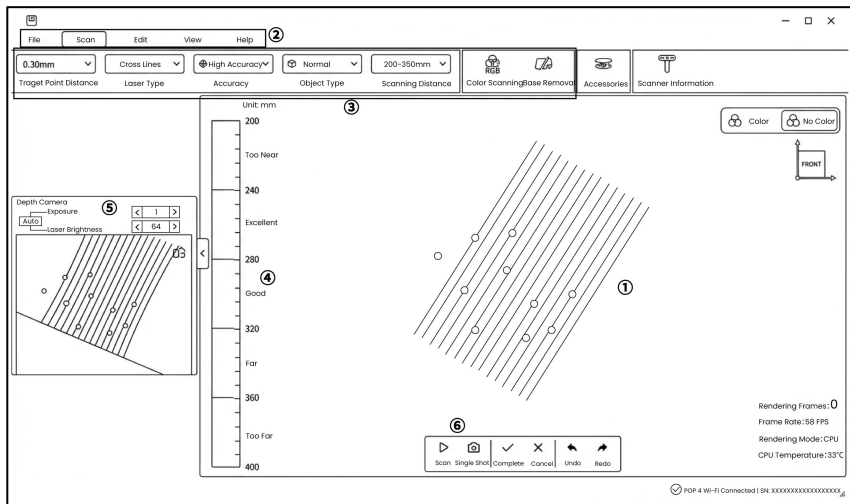 File Scan Edit View Help ②
0.30mm Cross Lines High Accuracy Normal 200-350mm RGB
Traget Point Distance Laser Type Accuracy Object Type Scanning Distance Color Scanning Base Removal Accessories Scanner Information
③
Unit: mm
200
Color No Color
Too Near
FRONT
240
Depth Camera
⑤
Exposure 1
Auto
Laser Brightness 64
Excellent
03
280
④
Good
①
320
Far
360
Rendering Frames: 0
Frame Rate: 58 FPS
Rendering Mode: CPU
CPU Temperature: 33°C
Too Far
400
⑥
Scan Single Shot Complete Cancel Undo Redo
POP 4 Wi-Fi Connected | SN: XXXXXXXXXXXXXXXXXX